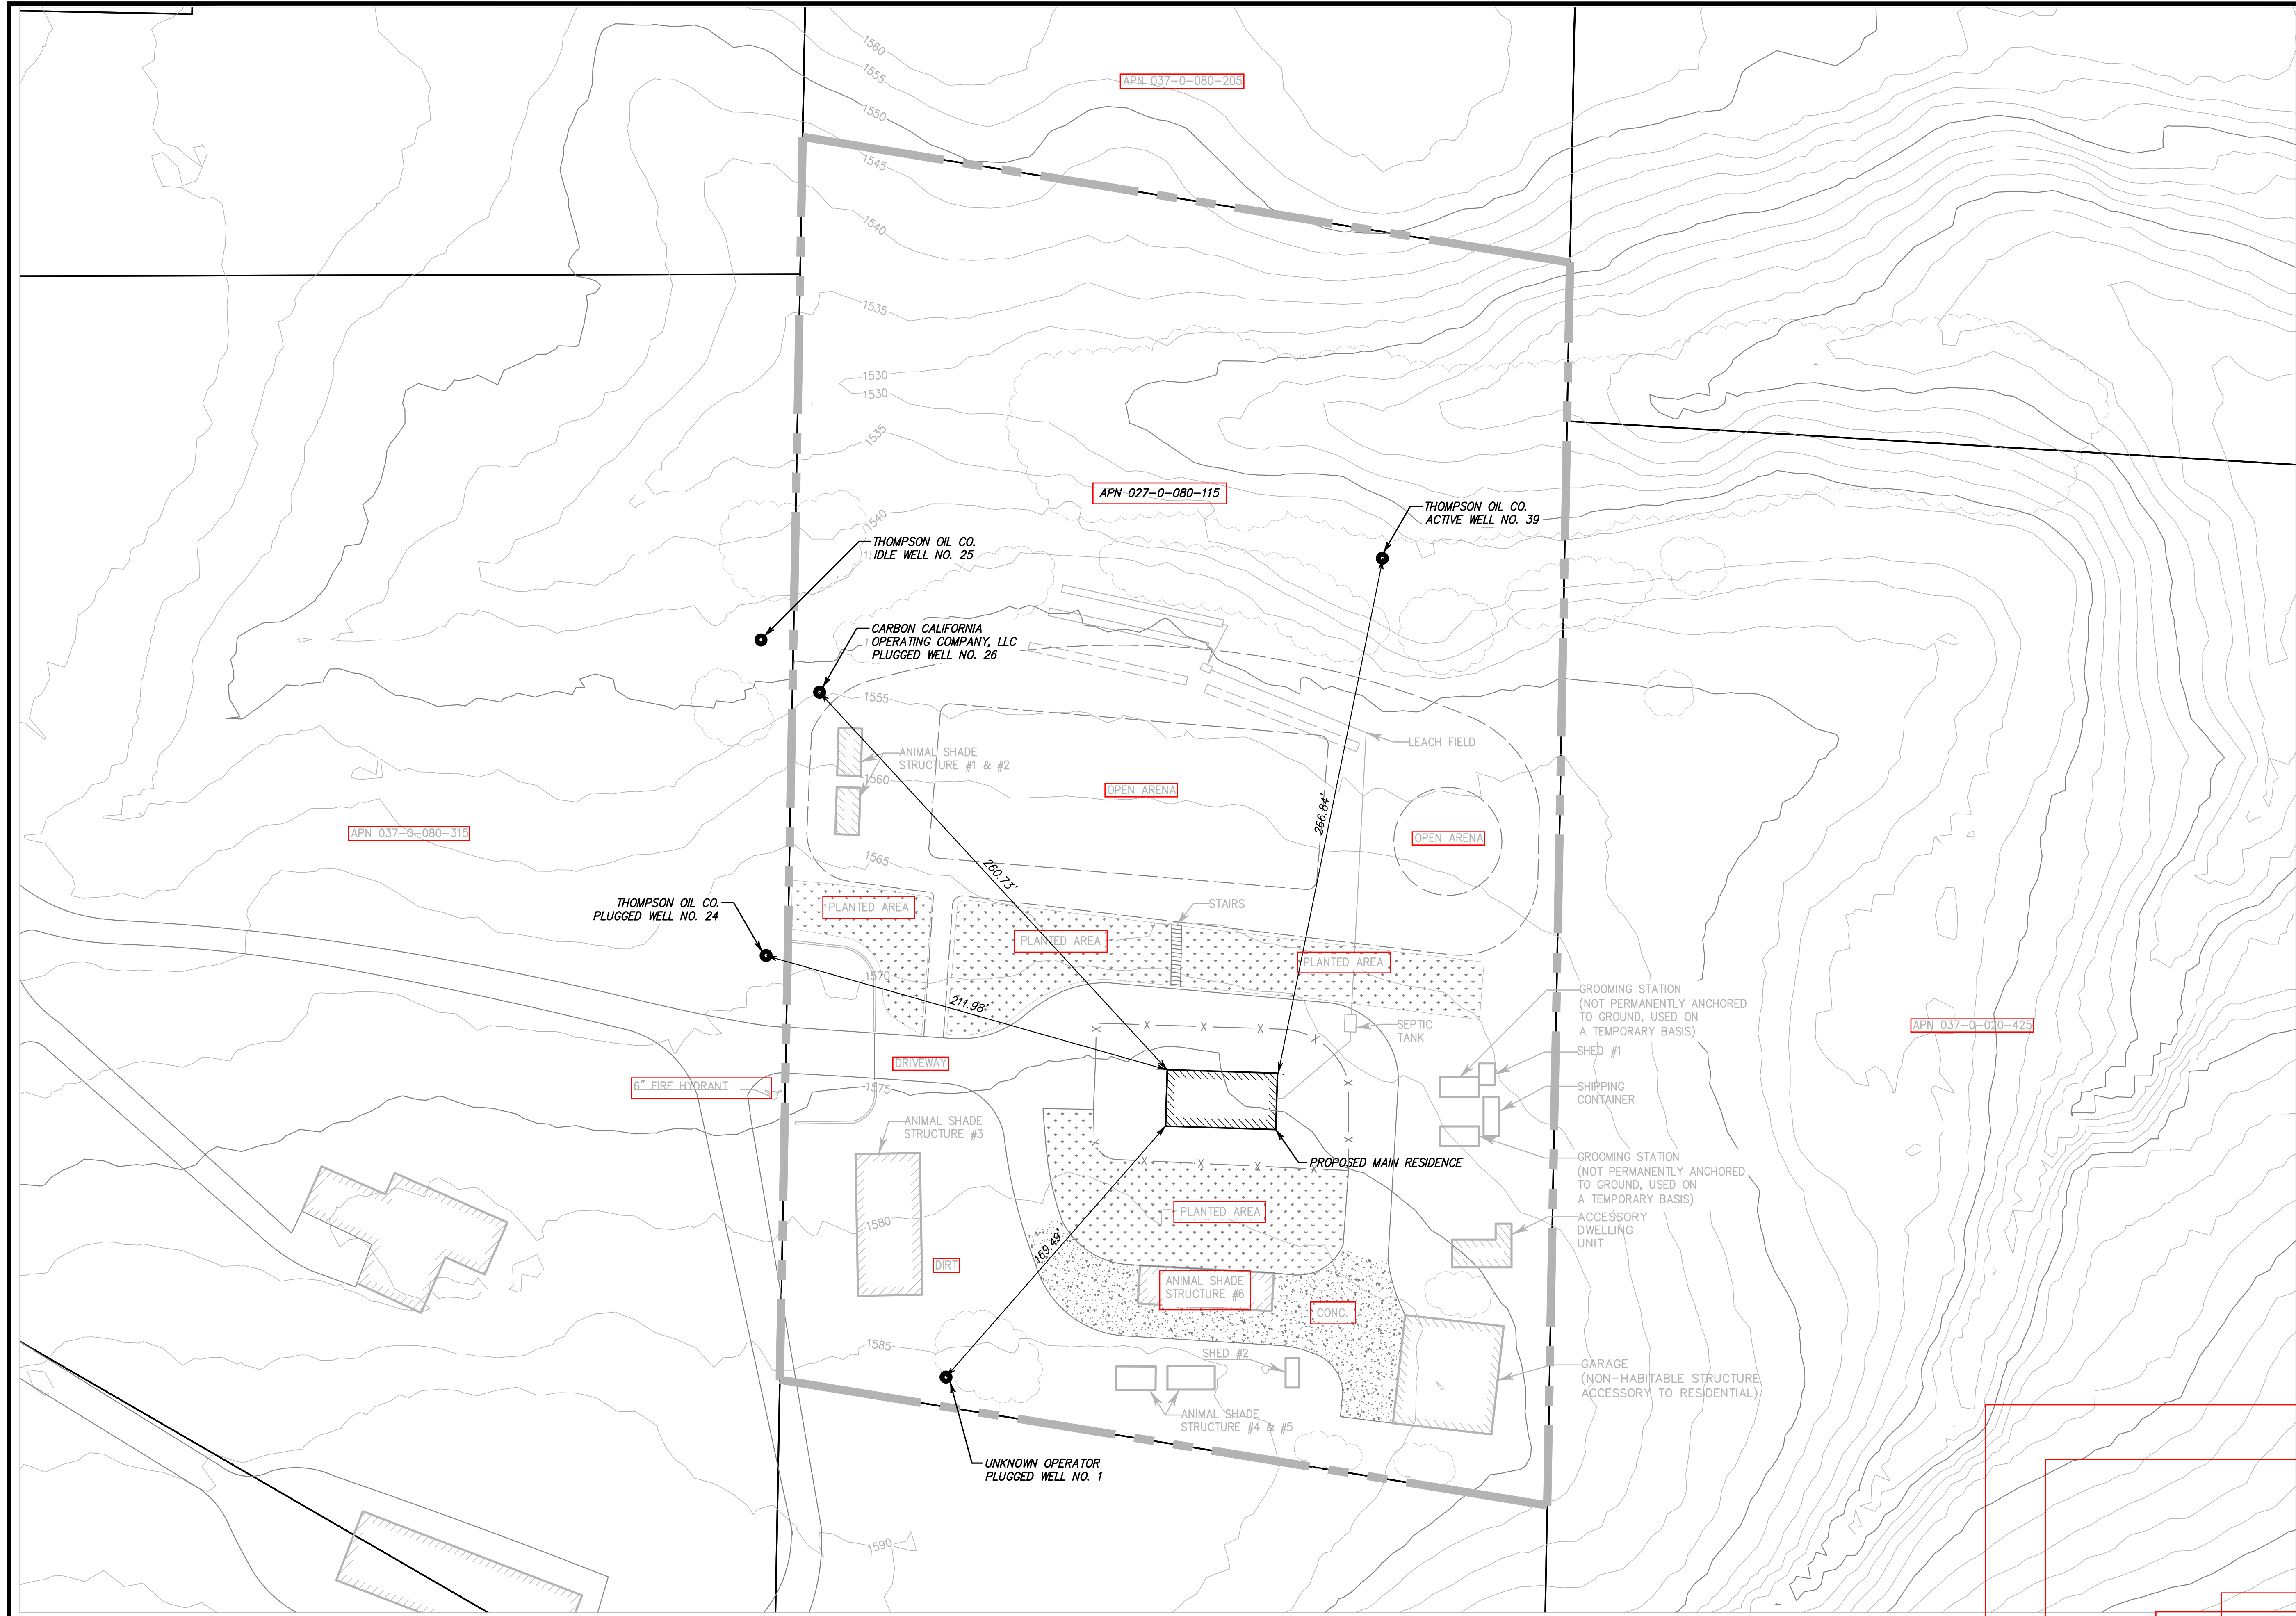 1560
APN 037-0-080-205
1555
1550
1545
1540
1535
1530
1530
1535
APN 027-0-080-115
THOMPSON OIL CO.
ACTIVE WELL NO. 39
1540
THOMPSON OIL CO.
IDLE WELL NO. 25
CARBON CALIFORNIA
OPERATING COMPANY, LLC
PLUGGED WELL NO. 26
1555
LEACH FIELD
ANIMAL SHADE
STRUCTURE #1 & #2
1560
OPEN ARENA
266.84'
APN 037-0-080-315
OPEN ARENA
1565
260.73'
THOMPSON OIL CO.
PLUGGED WELL NO. 24
PLANTED AREA
STAIRS
PLANTED AREA
PLANTED AREA
1570
211.98'
GROOMING STATION
(NOT PERMANENTLY ANCHORED
TO GROUND, USED ON
A TEMPORARY BASIS)
SEPTIC
TANK
APN 037-0-020-425
SHED #1
DRIVEWAY
6" FIRE HYDRANT
1575
SHIPPING
CONTAINER
ANIMAL SHADE
STRUCTURE #3
PROPOSED MAIN RESIDENCE
GROOMING STATION
(NOT PERMANENTLY ANCHORED
TO GROUND, USED ON
A TEMPORARY BASIS)
PLANTED AREA
1580
ACCESSORY
DWELLING
UNIT
169.49'
DIRT
ANIMAL SHADE
STRUCTURE #6
CONC.
1585
SHED #2
GARAGE
(NON-HABITABLE STRUCTURE
ACCESSORY TO RESIDENTIAL)
ANIMAL SHADE
STRUCTURE #4 & #5
UNKNOWN OPERATOR
PLUGGED WELL NO. 1
1590